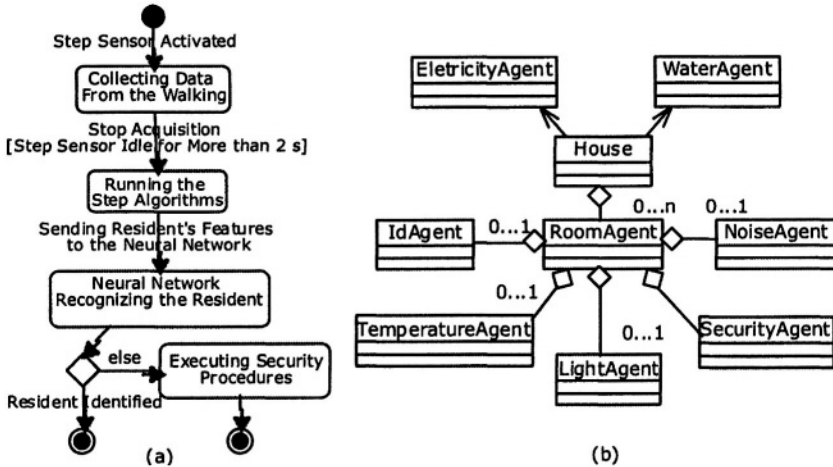 Step Sensor Activated
Collecting Data
From the Walking
Stop Acquisition
[Step Sensor Idle for More than 2 s]
Running the
Step Algorithms
Sending Resident's Features
to the Neural Network
Neural Network
Recognizing the Resident
else
Executing Security
Procedures
Resident Identified
(a)
EletricityAgent
WaterAgent
House
0...n
0...1
IdAgent
0...1
RoomAgent
NoiseAgent
0...1
TemperatureAgent
0...1
SecurityAgent
LightAgent
(b)